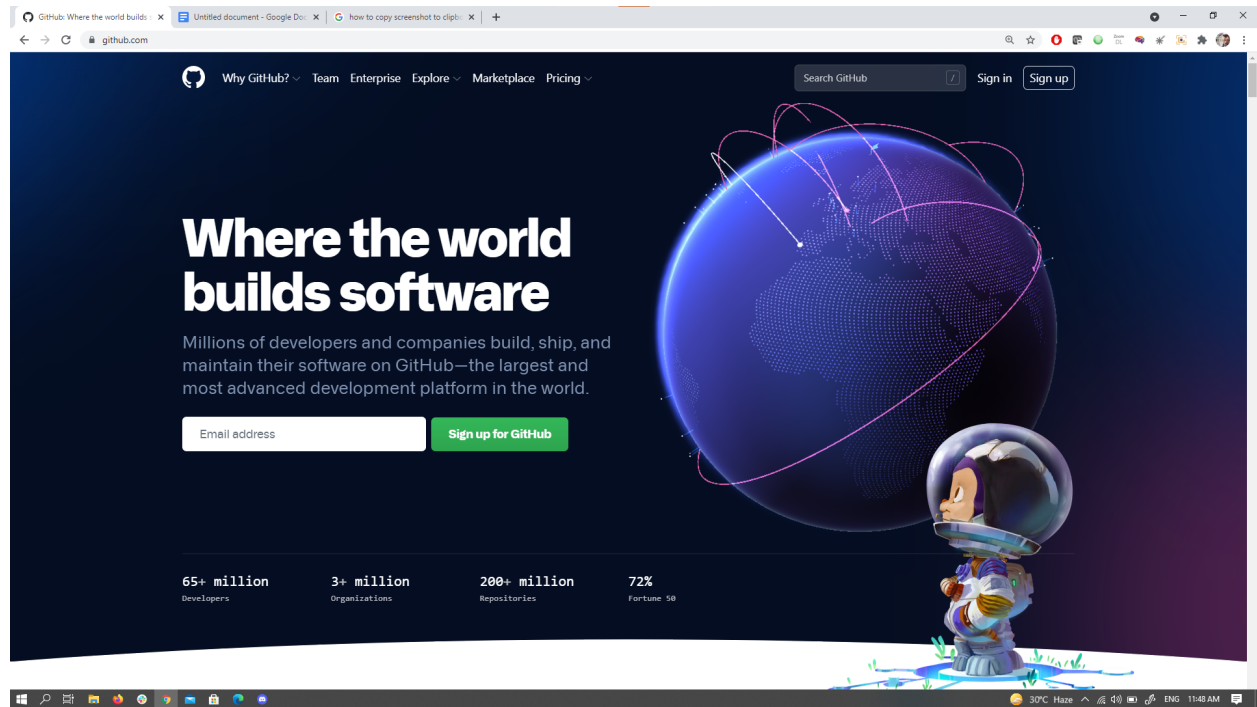 GitHub: Where the world builds s
Untitled document - Google Doc
how to copy screenshot to clipbo
github.com
Why GitHub? Team Enterprise Explore Marketplace Pricing
Search GitHub /
Sign in
Sign up
Where the world
builds software
Millions of developers and companies build, ship, and
maintain their software on GitHub—the largest and
most advanced development platform in the world.
Email address
Sign up for GitHub
65+ million
Developers
3+ million
Organizations
200+ million
Repositories
72%
Fortune 50
30°C Haze
ENG
11:48 AM